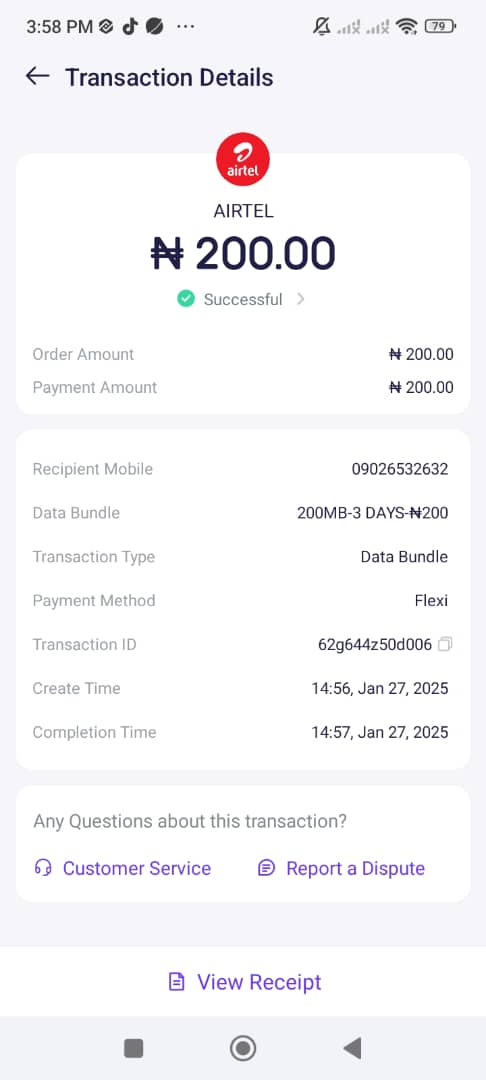 3:58 PM
79
Transaction Details
airtel
AIRTEL
₦ 200.00
Successful
Order Amount ₦ 200.00
Payment Amount ₦ 200.00
Recipient Mobile 09026532632
Data Bundle 200MB-3 DAYS-₦200
Transaction Type Data Bundle
Payment Method Flexi
Transaction ID 62g644z50d006
Create Time 14:56, Jan 27, 2025
Completion Time 14:57, Jan 27, 2025
Any Questions about this transaction?
Customer Service Report a Dispute
View Receipt